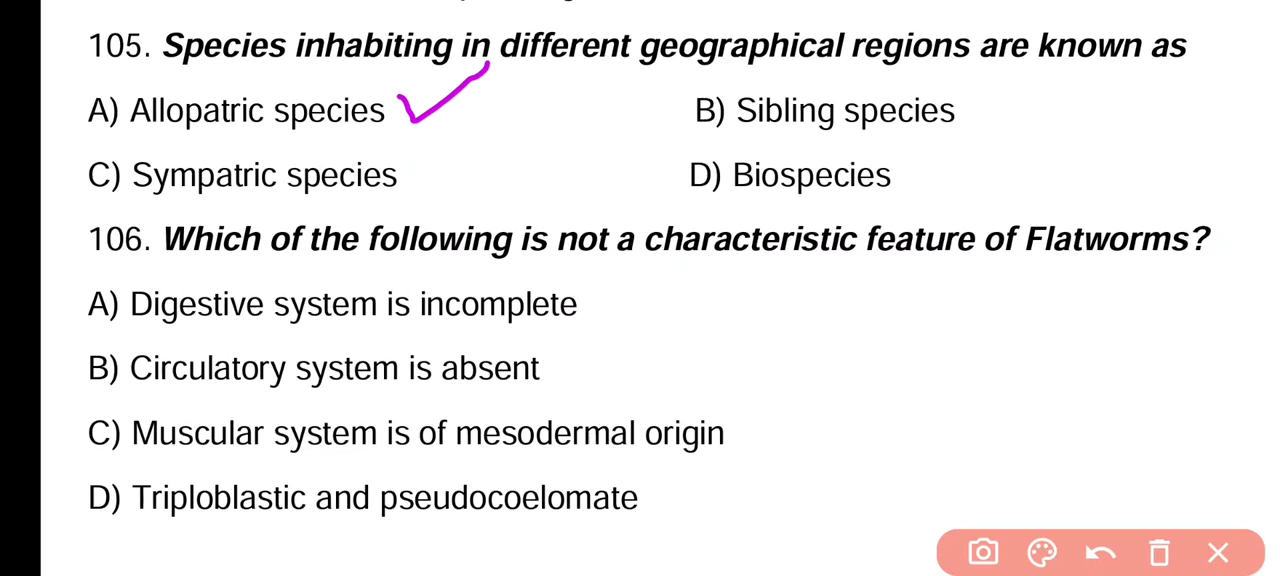 105. Species inhabiting in different geographical regions are known as
A) Allopatric species B) Sibling species
C) Sympatric species D) Biospecies
106. Which of the following is not a characteristic feature of Flatworms?
A) Digestive system is incomplete
B) Circulatory system is absent
C) Muscular system is of mesodermal origin
D) Triploblastic and pseudocoelomate